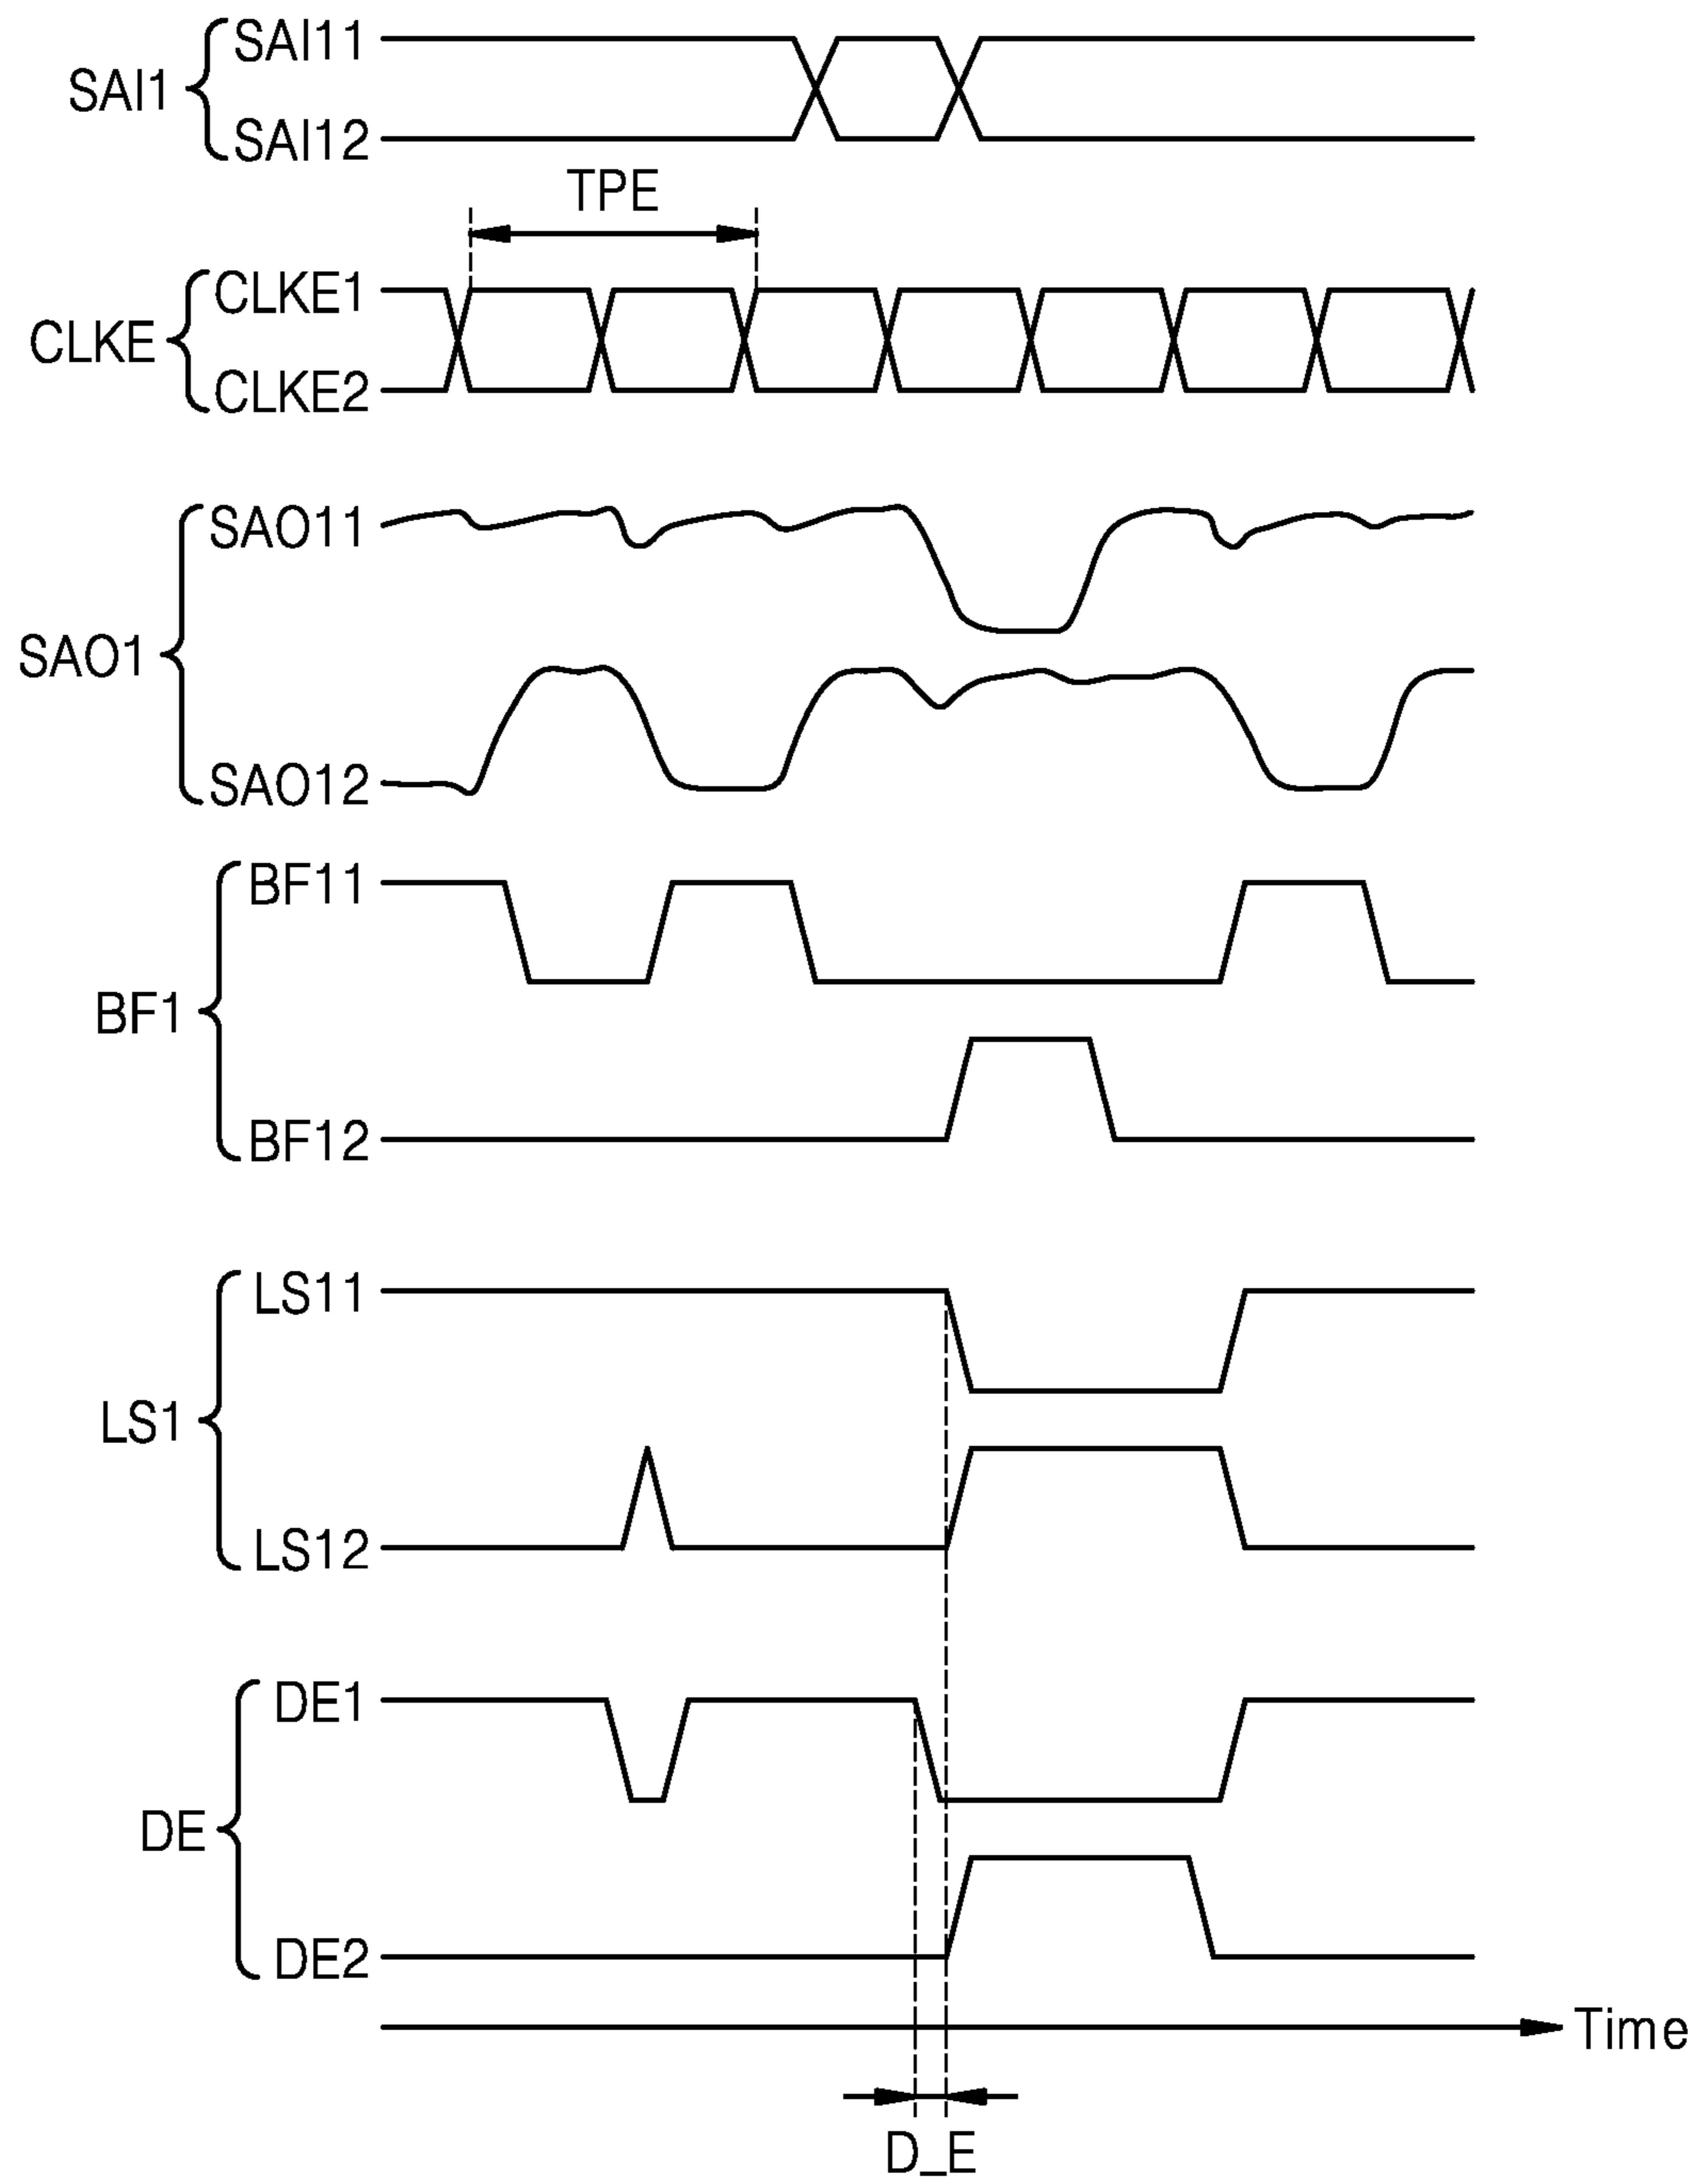 SAI11
SAI1
SAI12
TPE
CLKE1
CLKE
CLKE2
SAO11
SAO1
SAO12
BF11
BF1
BF12
LS11
LS1
LS12
DE1
DE
DE2
Time
D_E